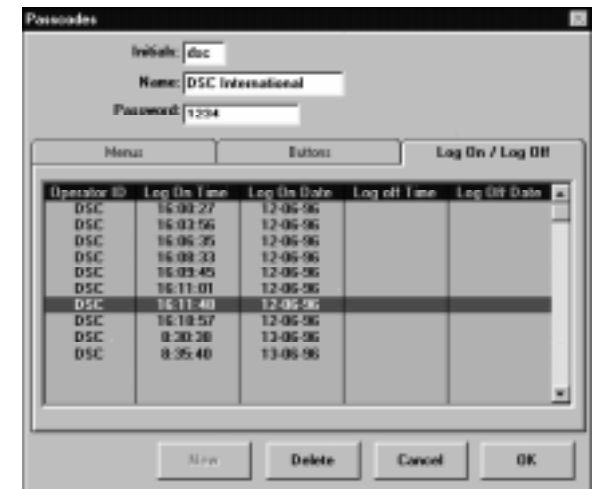 Passcodes
Initials: dsc
Name: DSC International
Password: 1234
Menus Buttons Log On / Log Off
Operator ID Log On Time Log On Date Log off Time Log Off Date
DSC 16:00:27 12-06-96
DSC 16:03:56 12-06-96
DSC 16:06:35 12-06-96
DSC 16:08:33 12-06-96
DSC 16:09:45 12-06-96
DSC 16:11:01 12-06-96
DSC 16:11:40 12-06-96
DSC 16:18:57 12-06-96
DSC 8:30:38 13-06-96
DSC 8:35:40 13-06-96
New Delete Cancel OK